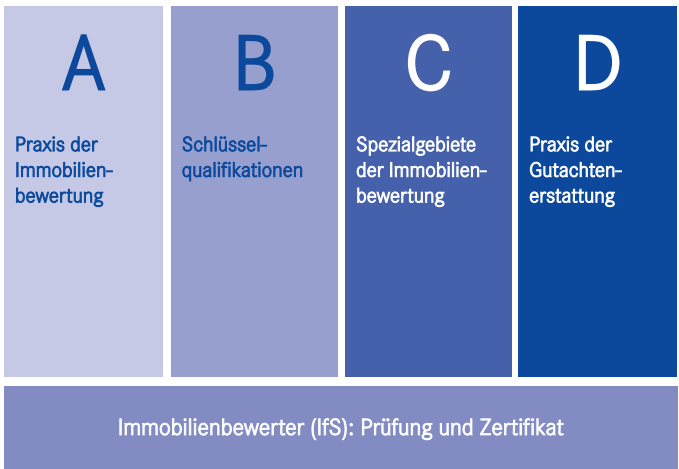 A
Praxis der
Immobilien-
bewertung
B
Schlüssel-
qualifikationen
C
Spezialgebiete
der Immobilien-
bewertung
D
Praxis der
Gutachten-
erstattung
Immobilienbewerter (IfS): Prüfung und Zertifikat